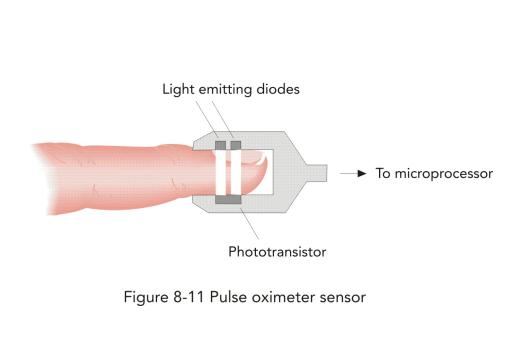 Light emitting diodes
To microprocessor
Phototransistor
Figure 8-11 Pulse oximeter sensor